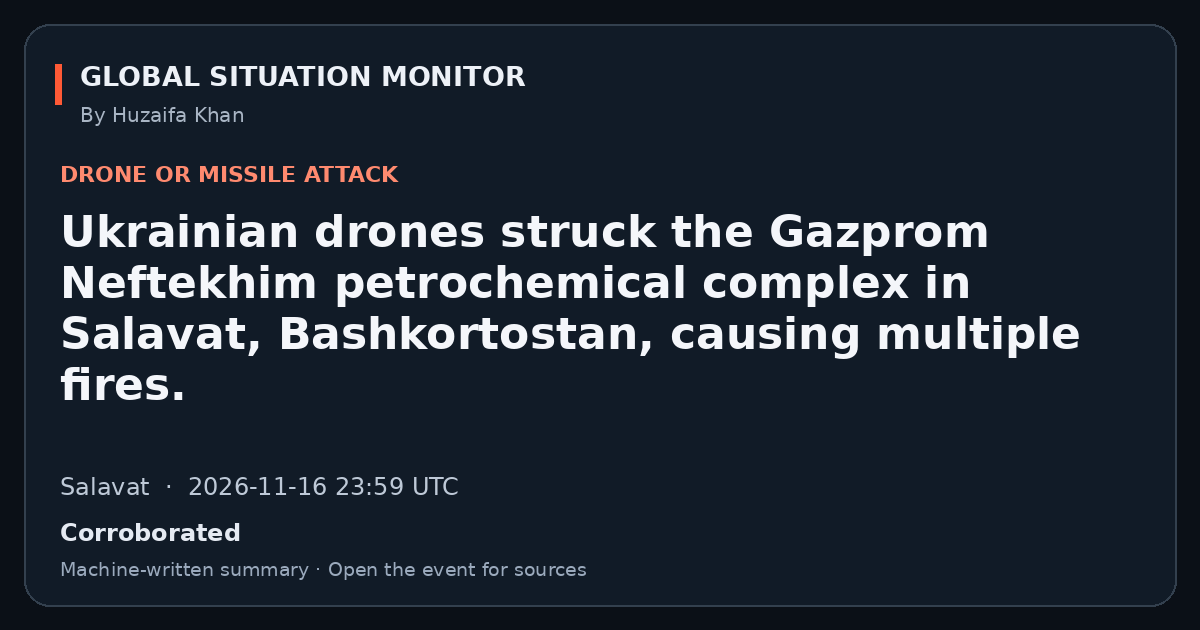 GLOBAL SITUATION MONITOR
By Huzaifa Khan
DRONE OR MISSILE ATTACK
Ukrainian drones struck the Gazprom
Neftekhim petrochemical complex in
Salavat, Bashkortostan, causing multiple
fires.
Salavat · 2026-11-16 23:59 UTC
Corroborated
Machine-written summary · Open the event for sources